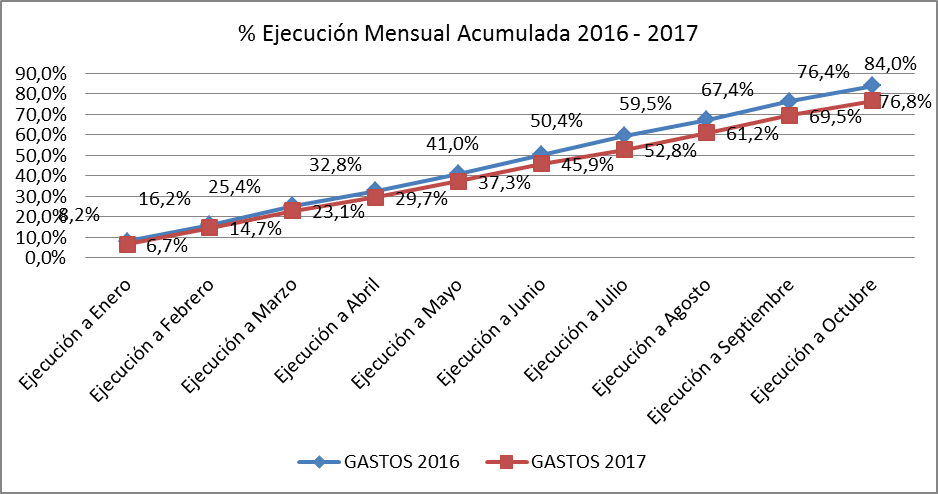 % Ejecución Mensual Acumulada 2016 - 2017
90,0%
80,0%
70,0%
60,0%
50,0%
40,0%
30,0%
20,0%
10,0%
0,0%
8,2%
16,2%
25,4%
32,8%
41,0%
50,4%
59,5%
67,4%
76,4%
84,0%
6,7%
14,7%
23,1%
29,7%
37,3%
45,9%
52,8%
61,2%
69,5%
76,8%
Ejecución a Enero
Ejecución a Febrero
Ejecución a Marzo
Ejecución a Abril
Ejecución a Mayo
Ejecución a Junio
Ejecución a Julio
Ejecución a Agosto
Ejecución a Septiembre
Ejecución a Octubre
GASTOS 2016
GASTOS 2017